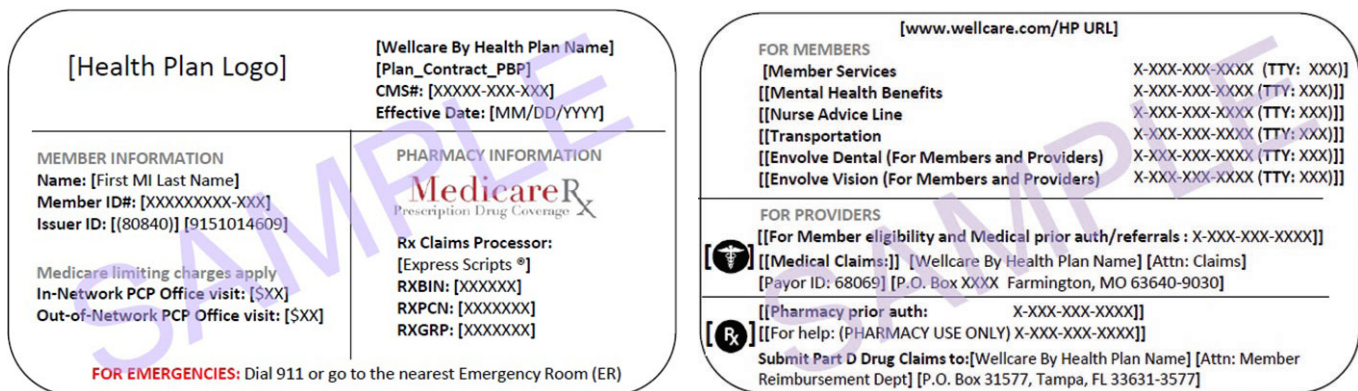 [Health Plan Logo]
[Wellcare By Health Plan Name]
[Plan_Contract_PBP]
CMS#: [XXXXX-XXX-XXX]
Effective Date: [MM/DD/YYYY]
MEMBER INFORMATION
Name: [First MI Last Name]
Member ID#: [XXXXXXXXX-XXX]
Issuer ID: [(80840)] [9151014609]
Medicare limiting charges apply
In-Network PCP Office visit: [$XX]
Out-of-Network PCP Office visit: [$XX]
PHARMACY INFORMATION
MedicareRx
Prescription Drug Coverage
Rx Claims Processor:
[Express Scripts ®]
RXBIN: [XXXXXX]
RXPCN: [XXXXXXX]
RXGRP: [XXXXXXX]
FOR EMERGENCIES: Dial 911 or go to the nearest Emergency Room (ER)
SAMPLE
[www.wellcare.com/HP URL]
FOR MEMBERS
[Member Services X-XXX-XXX-XXXX (TTY: XXX)]
[[Mental Health Benefits X-XXX-XXX-XXXX (TTY: XXX)]]
[[Nurse Advice Line X-XXX-XXX-XXXX (TTY: XXX)]]
[[Transportation X-XXX-XXX-XXXX (TTY: XXX)]]
[[Envolve Dental (For Members and Providers) X-XXX-XXX-XXXX (TTY: XXX)]]
[[Envolve Vision (For Members and Providers) X-XXX-XXX-XXXX (TTY: XXX)]]
FOR PROVIDERS
[[For Member eligibility and Medical prior auth/referrals : X-XXX-XXX-XXXX]]
[[Medical Claims:]] [Wellcare By Health Plan Name] [Attn: Claims]
[Payor ID: 68069] [P.O. Box XXXX Farmington, MO 63640-9030]
[[Pharmacy prior auth: X-XXX-XXX-XXXX]]
[Rx]
[[For help: (PHARMACY USE ONLY) X-XXX-XXX-XXXX]]
Submit Part D Drug Claims to:[Wellcare By Health Plan Name] [Attn: Member
Reimbursement Dept] [P.O. Box 31577, Tampa, FL 33631-3577]
SAMPLE